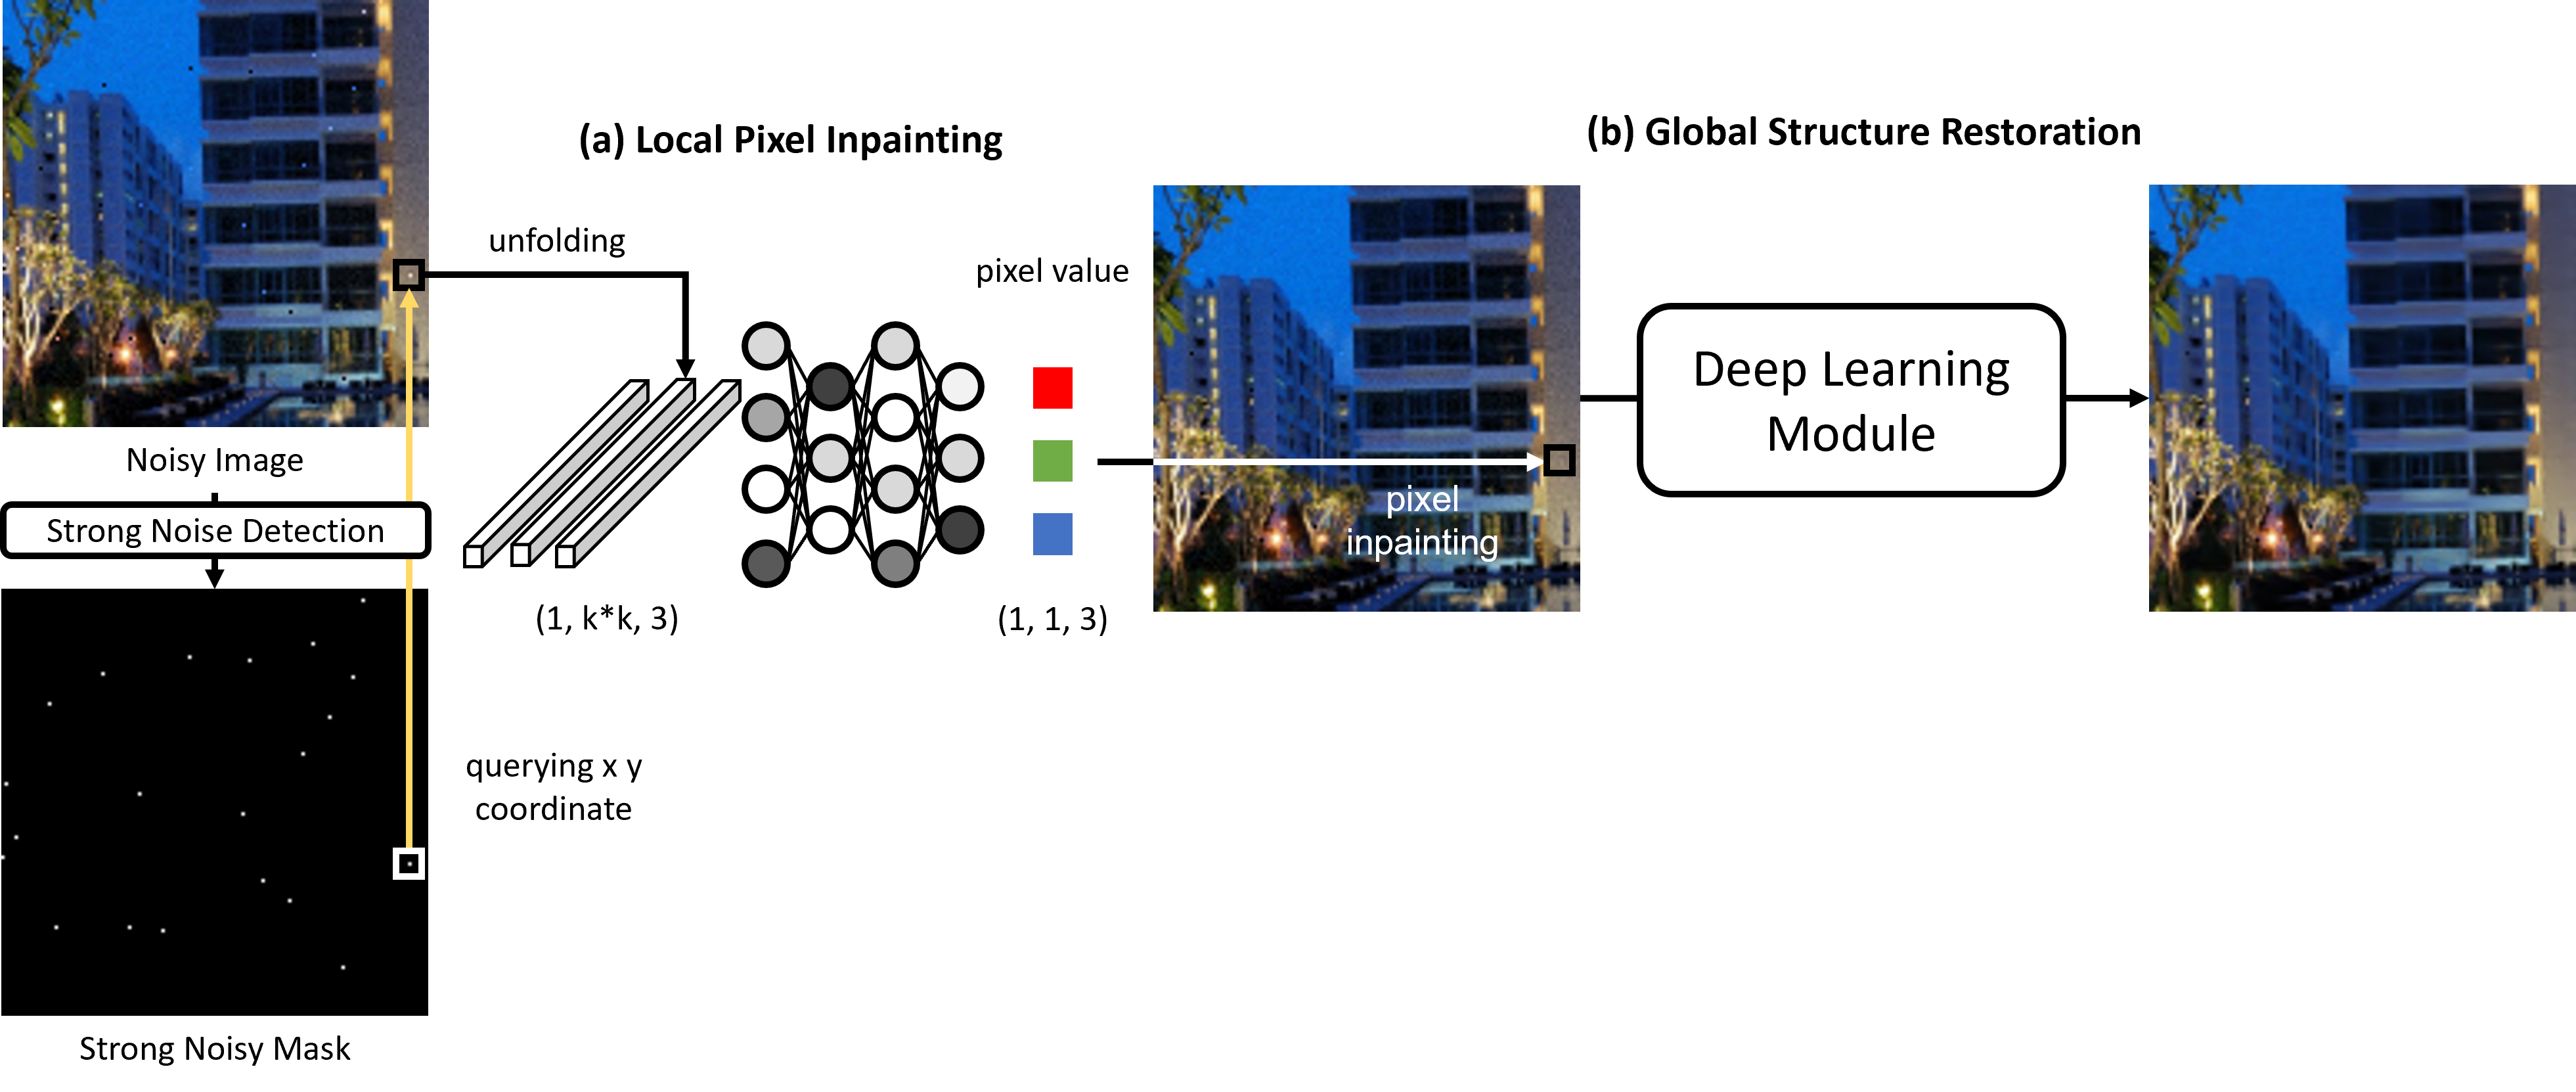 (a) Local Pixel Inpainting
(b) Global Structure Restoration
unfolding
pixel value
Noisy Image
Strong Noise Detection
(1, k*k, 3)
(1, 1, 3)
pixel
inpainting
Deep Learning
Module
querying x y
coordinate
Strong Noisy Mask